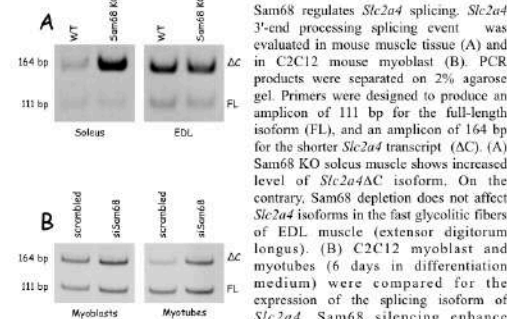 A
WT
Sam68 KO
WT
Sam68 KO
164 bp
ΔC
111 bp
FL
Soleus
EDL
B
scrambled
siSam68
scrambled
siSam68
164 bp
ΔC
111 bp
FL
Myoblasts
Myotubes
Sam68 regulates Slc2a4 splicing. Slc2a4
3'-end processing splicing event was
evaluated in mouse muscle tissue (A) and
in C2C12 mouse myoblast (B). PCR
products were separated on 2% agarose
gel. Primers were designed to produce an
amplicon of 111 bp for the full-length
isoform (FL), and an amplicon of 164 bp
for the shorter Slc2a4 transcript (ΔC). (A)
Sam68 KO soleus muscle shows increased
level of Slc2a4ΔC isoform. On the
contrary, Sam68 depletion does not affect
Slc2a4 isoforms in the fast glycolitic fibers
of EDL muscle (extensor digitorum
longus). (B) C2C12 myoblast and
myotubes (6 days in differentiation
medium) were compared for the
expression of the splicing isoform of
Slc2a4. Sam68 silencing enhance